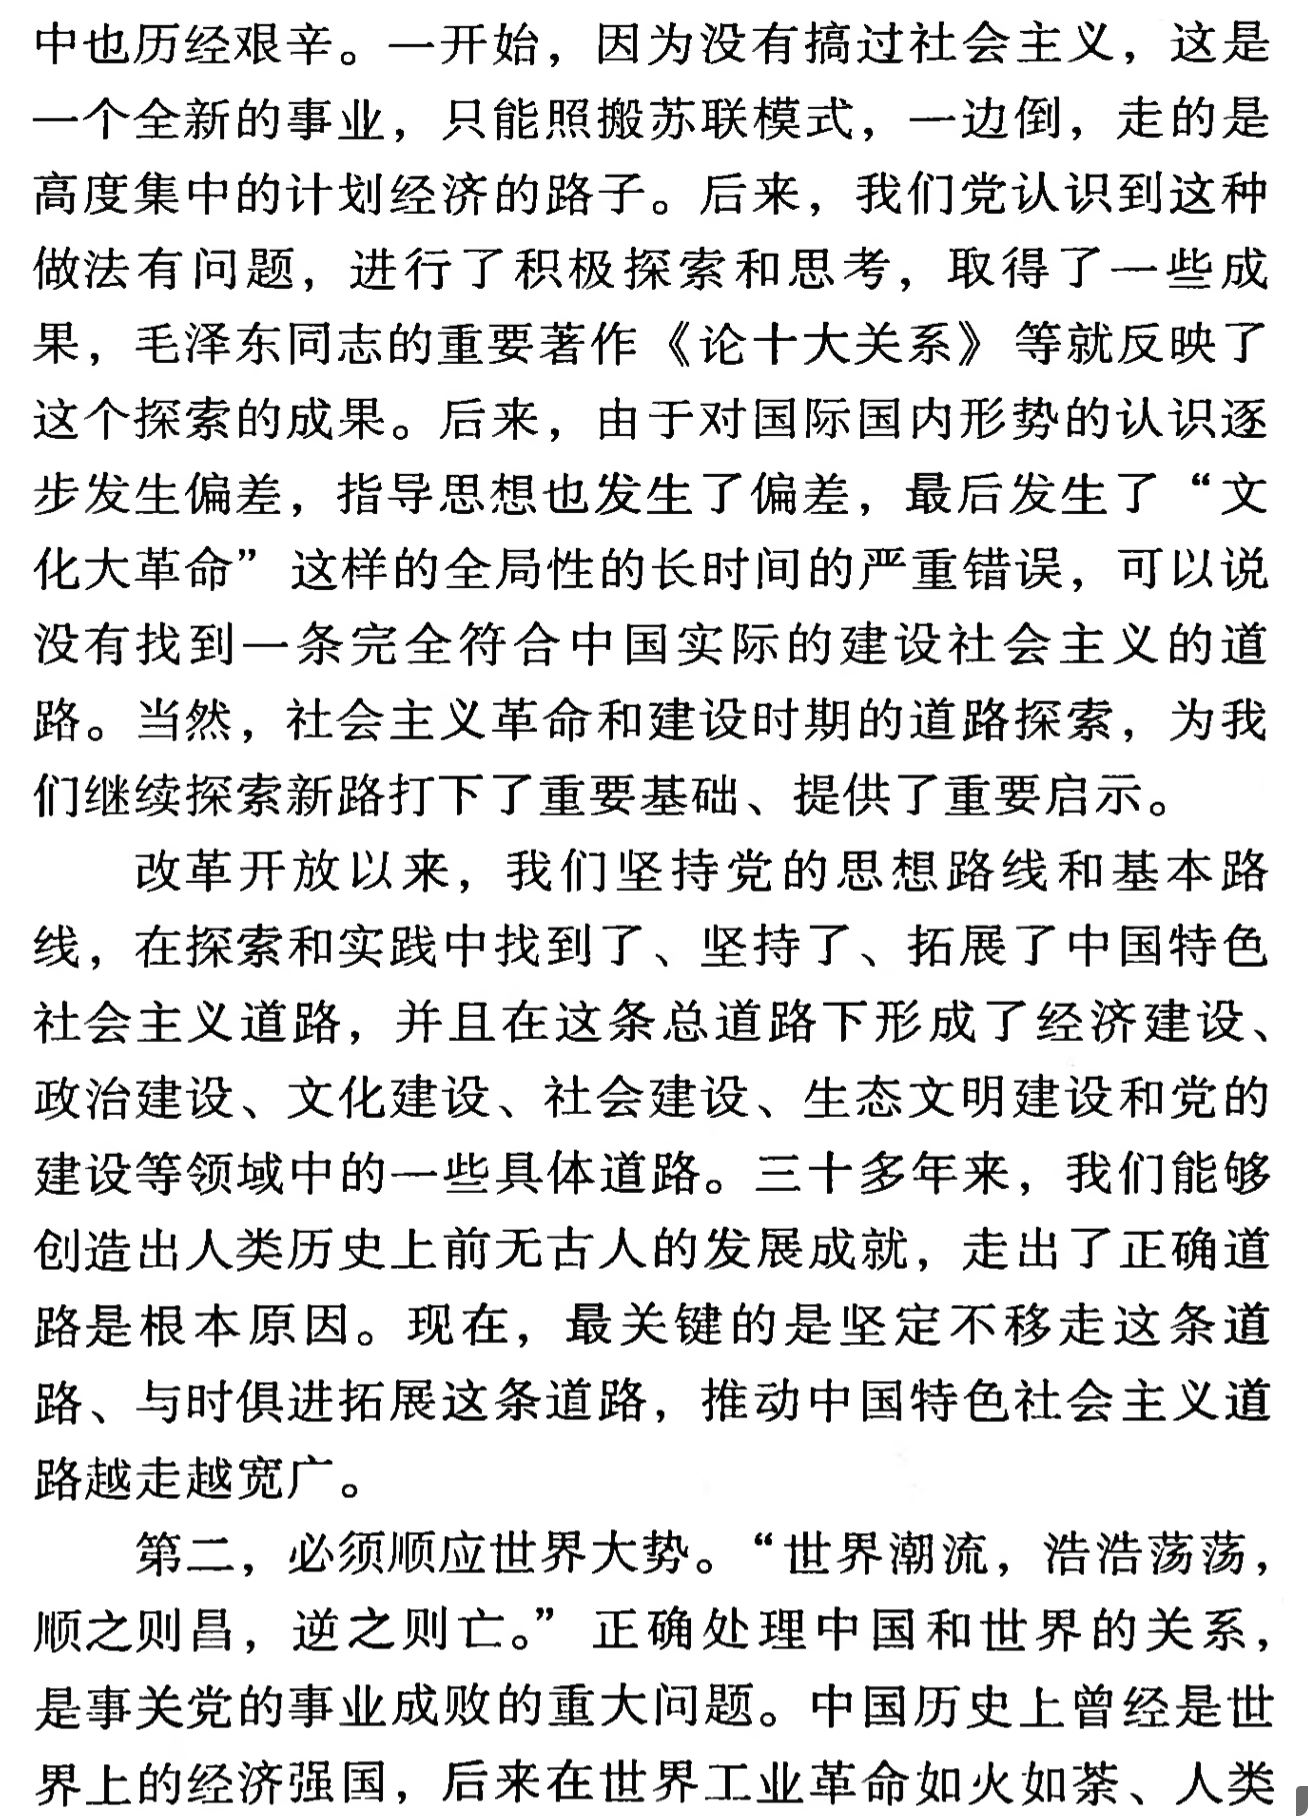 中也历经艰辛。一开始，因为没有搞过社会主义，这是
一个全新的事业，只能照搬苏联模式，一边倒，走的是
高度集中的计划经济的路子。后来，我们党认识到这种
做法有问题，进行了积极探索和思考，取得了一些成
果，毛泽东同志的重要著作《论十大关系》等就反映了
这个探索的成果。后来，由于对国际国内形势的认识逐
步发生偏差，指导思想也发生了偏差，最后发生了“文
化大革命”这样的全局性的长时间的严重错误，可以说
没有找到一条完全符合中国实际的建设社会主义的道
路。当然，社会主义革命和建设时期的道路探索，为我
们继续探索新路打下了重要基础、提供了重要启示。
改革开放以来，我们坚持党的思想路线和基本路
线，在探索和实践中找到了、坚持了、拓展了中国特色
社会主义道路，并且在这条总道路下形成了经济建设、
政治建设、文化建设、社会建设、生态文明建设和党的
建设等领域中的一些具体道路。三十多年来，我们能够
创造出人类历史上前无古人的发展成就，走出了正确道
路是根本原因。现在，最关键的是坚定不移走这条道
路、与时俱进拓展这条道路，推动中国特色社会主义道
路越走越宽广。
第二，必须顺应世界大势。“世界潮流，浩浩荡荡，
顺之则昌，逆之则亡。”正确处理中国和世界的关系，
是事关党的事业成败的重大问题。中国历史上曾经是世
界上的经济强国，后来在世界工业革命如火如荼、人类